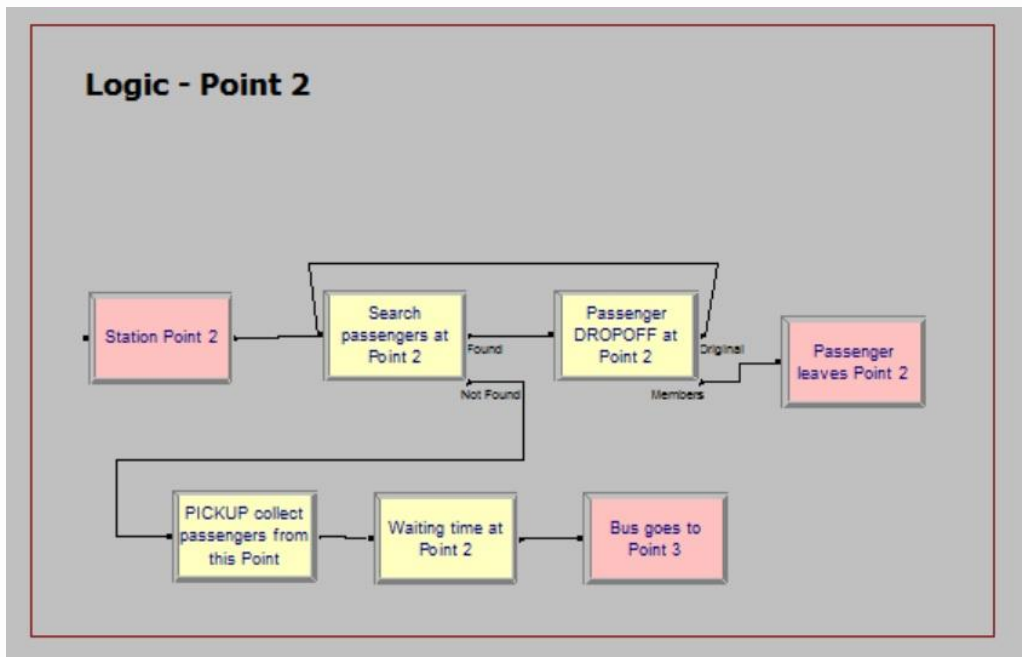 Logic - Point 2
Station Point 2
Search
passengers at
Point 2
Found
Not Found
Passenger
DROPOFF at
Point 2
Original
Members
Passenger
leaves Point 2
PICKUP collect
passengers from
this Point
Waiting time at
Point 2
Bus goes to
Point 3